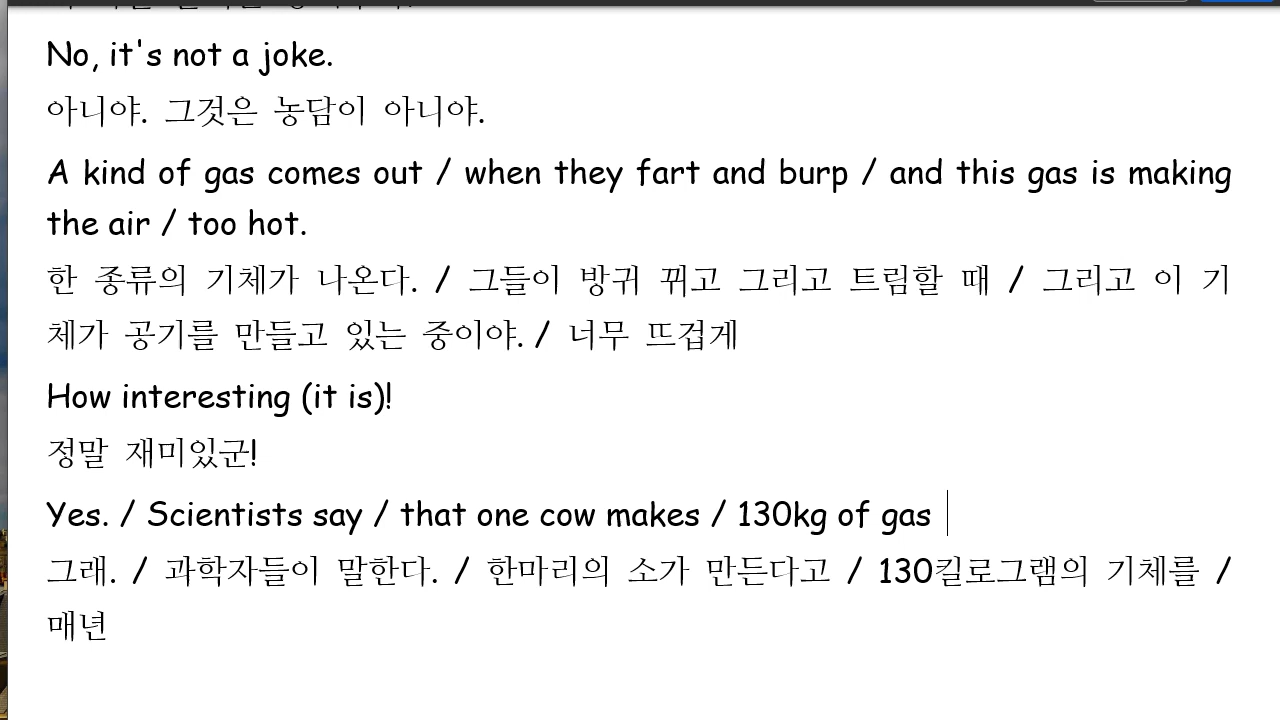 No, it's not a joke.
아니야. 그것은 농담이 아니야.
A kind of gas comes out / when they fart and burp / and this gas is making
the air / too hot.
한 종류의 기체가 나온다. / 그들이 방귀 뀌고 그리고 트림할 때 / 그리고 이 기
체가 공기를 만들고 있는 중이야. / 너무 뜨겁게
How interesting (it is)!
정말 재미있군!
Yes. / Scientists say / that one cow makes / 130kg of gas
그래. / 과학자들이 말한다. / 한마리의 소가 만든다고 / 130킬로그램의 기체를 /
매년